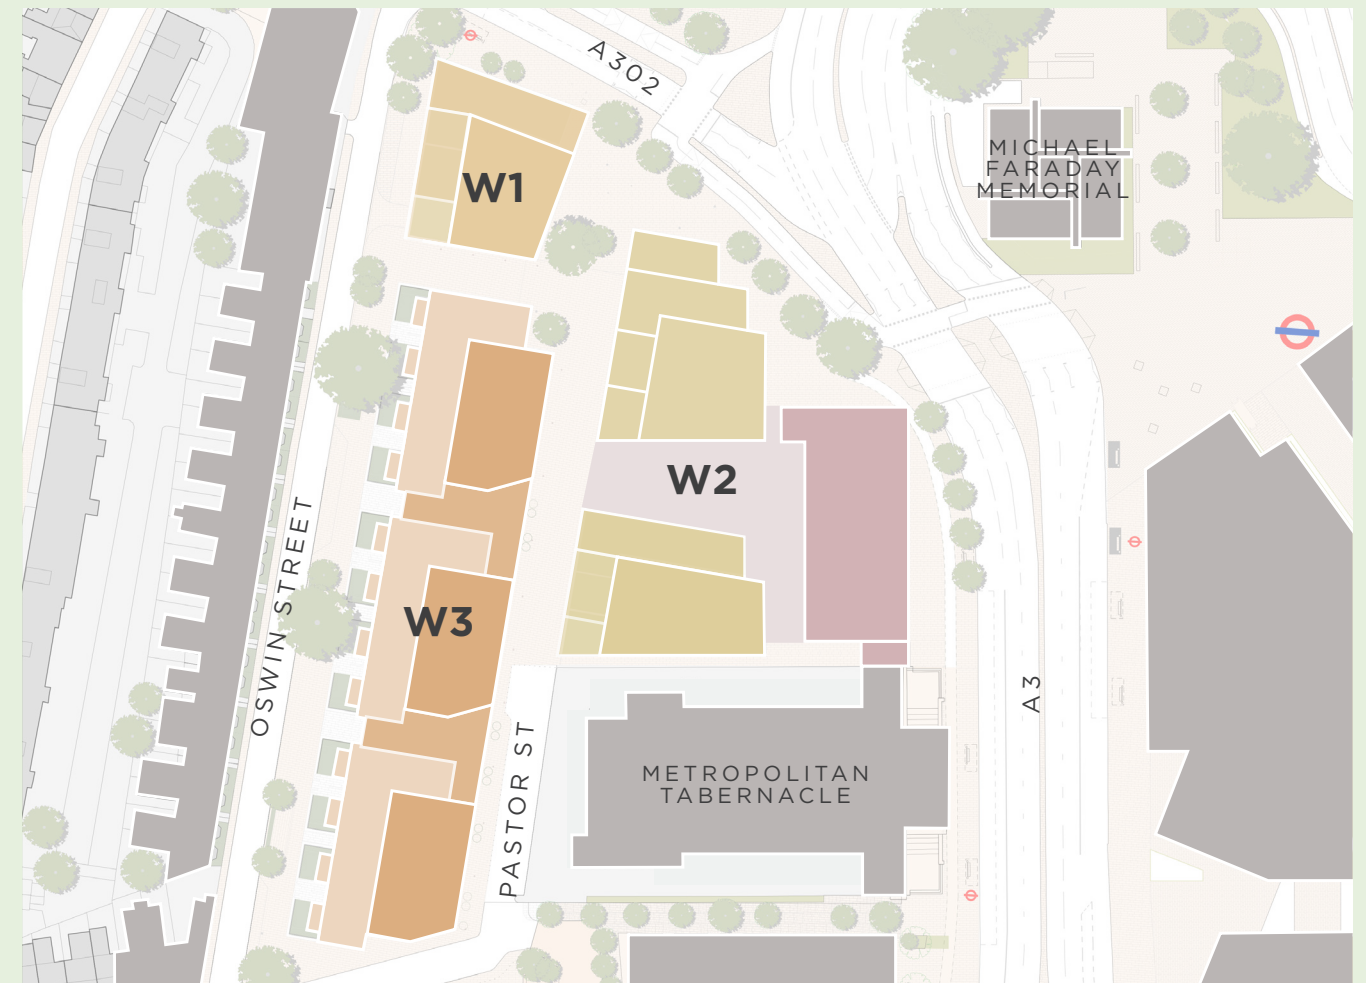 A302
MICHAEL
FARADAY
MEMORIAL
W1
W2
W3
OSWIN STREET
PASTOR ST
A3
METROPOLITAN
TABERNACLE